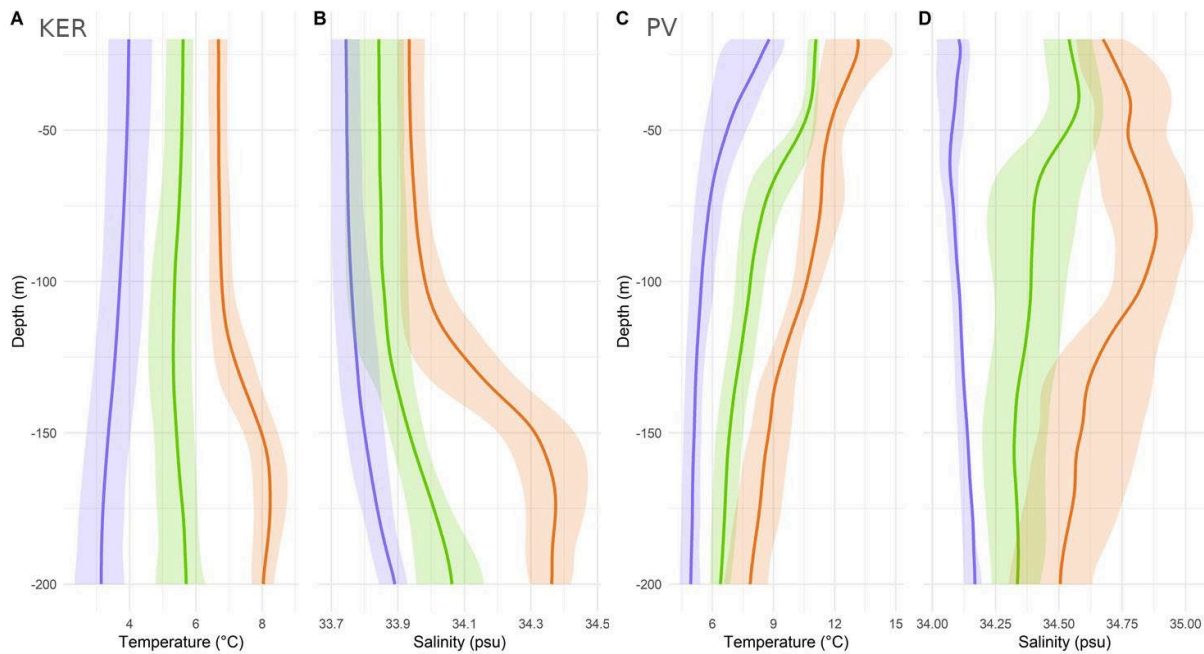 A
KER
B
C
PV
D
-50
-100
-150
-200
Depth (m)
4
6
8
Temperature (°C)
33.7
33.9
34.1
34.3
34.5
Salinity (psu)
-50
-100
-150
-200
Depth (m)
6
9
12
15
Temperature (°C)
34.00
34.25
34.50
34.75
35.00
Salinity (psu)